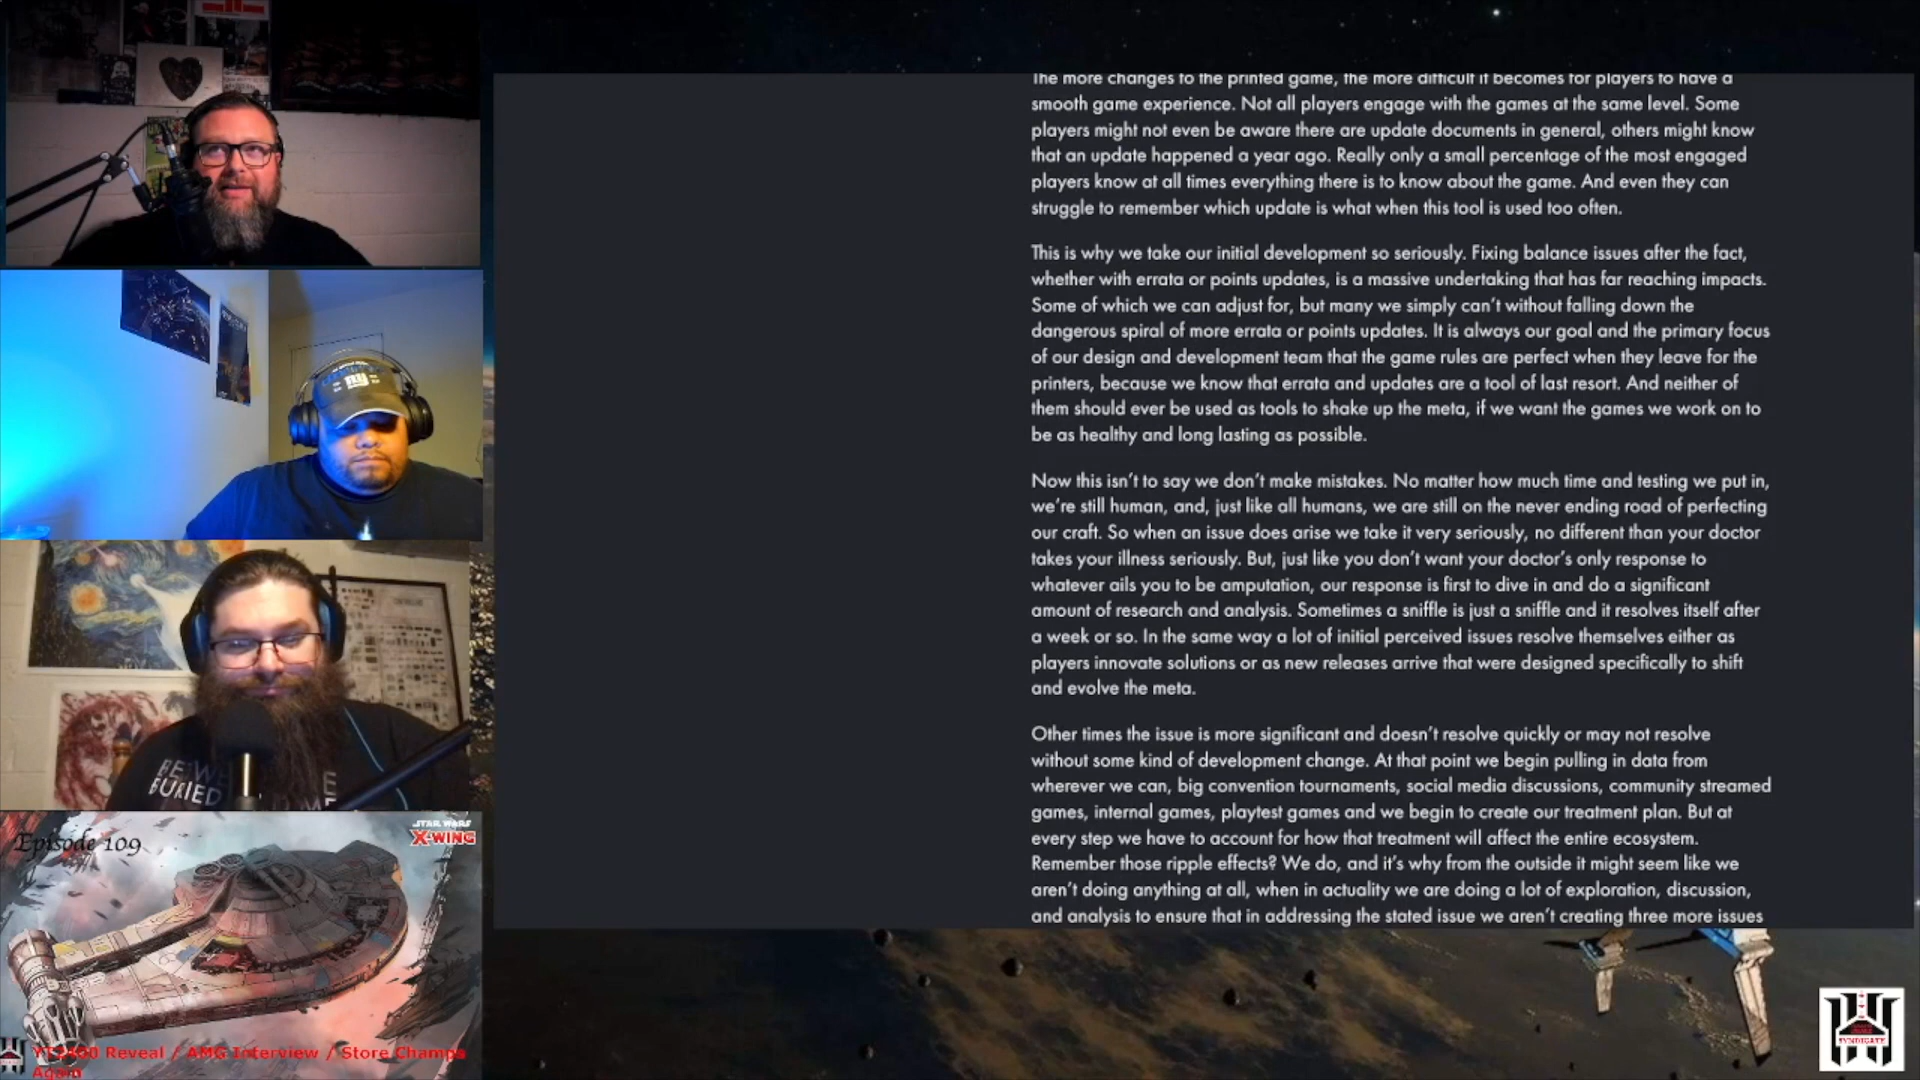 The more changes to the printed game, the more difficult it becomes for players to have a
smooth game experience. Not all players engage with the games at the same level. Some
players might not even be aware there are update documents in general, others might know
that an update happened a year ago. Really only a small percentage of the most engaged
players know at all times everything there is to know about the game. And even they can
struggle to remember which update is what when this tool is used too often.
This is why we take our initial development so seriously. Fixing balance issues after the fact,
whether with errata or points updates, is a massive undertaking that has far reaching impacts.
Some of which we can adjust for, but many we simply can't without falling down the
dangerous spiral of more errata or points updates. It is always our goal and the primary focus
of our design and development team that the game rules are perfect when they leave for the
printers, because we know that errata and updates are a tool of last resort. And neither of
them should ever be used as tools to shake up the meta, if we want the games we work on to
be as healthy and long lasting as possible.
Now this isn't to say we don't make mistakes. No matter how much time and testing we put in,
we're still human, and, just like all humans, we are still on the never ending road of perfecting
our craft. So when an issue does arise we take it very seriously, no different than your doctor
takes your illness seriously. But, just like you don't want your doctor's only response to
whatever ails you to be amputation, our response is first to dive in and do a significant
amount of research and analysis. Sometimes a sniffle is just a sniffle and it resolves itself after
a week or so. In the same way a lot of initial perceived issues resolve themselves either as
players innovate solutions or as new releases arrive that were designed specifically to shift
and evolve the meta.
Other times the issue is more significant and doesn't resolve quickly or may not resolve
without some kind of development change. At that point we begin pulling in data from
wherever we can, big convention tournaments, social media discussions, community streamed
games, internal games, playtest games and we begin to create our treatment plan. But at
every step we have to account for how that treatment will affect the entire ecosystem.
Remember those ripple effects? We do, and it's why from the outside it might seem like we
aren't doing anything at all, when in actuality we are doing a lot of exploration, discussion,
and analysis to ensure that in addressing the stated issue we aren't creating three more issues
BURIED
Episode 109
STAR WARS
X-WING
YT2400 Reveal / AMG Interview / Store Champs
Again
SYNDICATE